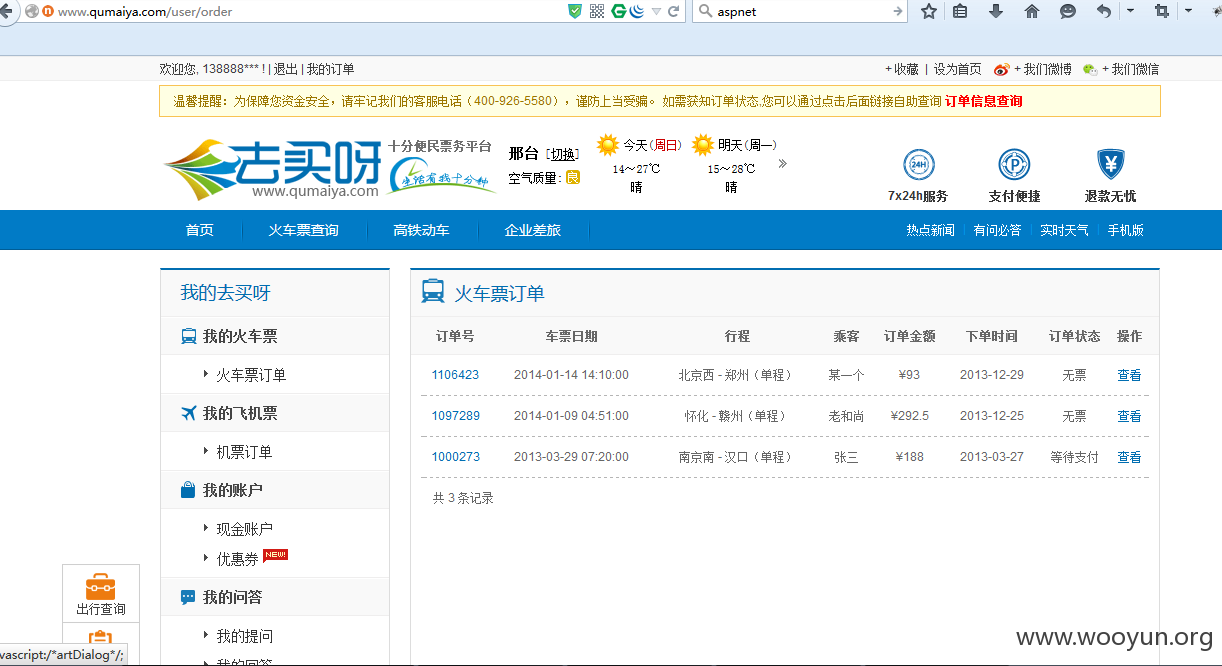 www.qumaiya.com/user/order
aspnet
欢迎您, 138888*** ! | 退出 | 我的订单
+收藏 | 设为首页 +我们微博 +我们微信
温馨提醒：为保障您资金安全，请牢记我们的客服电话（400-926-5580），谨防上当受骗。 如需获知订单状态,您可以通过点击后面链接自助查询 订单信息查询
去买呀
www.qumaiya.com
十分便民票务平台
生活有我十分种
邢台 [切换]
空气质量: 良
今天(周日)
14～27℃
晴
明天(周一)
15～28℃
晴
24H
7x24h服务
支付便捷
退款无忧
首页 火车票查询 高铁动车 企业差旅 热点新闻 有问必答 实时天气 手机版
我的去买呀
我的火车票
火车票订单
我的飞机票
机票订单
我的账户
现金账户
优惠券 NEW!
我的问答
我的提问
我的回答
火车票订单
订单号 车票日期 行程 乘客 订单金额 下单时间 订单状态 操作
1106423 2014-01-14 14:10:00 北京西 - 郑州（单程） 某一个 ¥93 2013-12-29 无票 查看
1097289 2014-01-09 04:51:00 怀化 - 赣州（单程） 老和尚 ¥292.5 2013-12-25 无票 查看
1000273 2013-03-29 07:20:00 南京南 - 汉口（单程） 张三 ¥188 2013-03-27 等待支付 查看
共 3 条记录
出行查询
vascript:/*artDialog*/;
www.wooyun.org